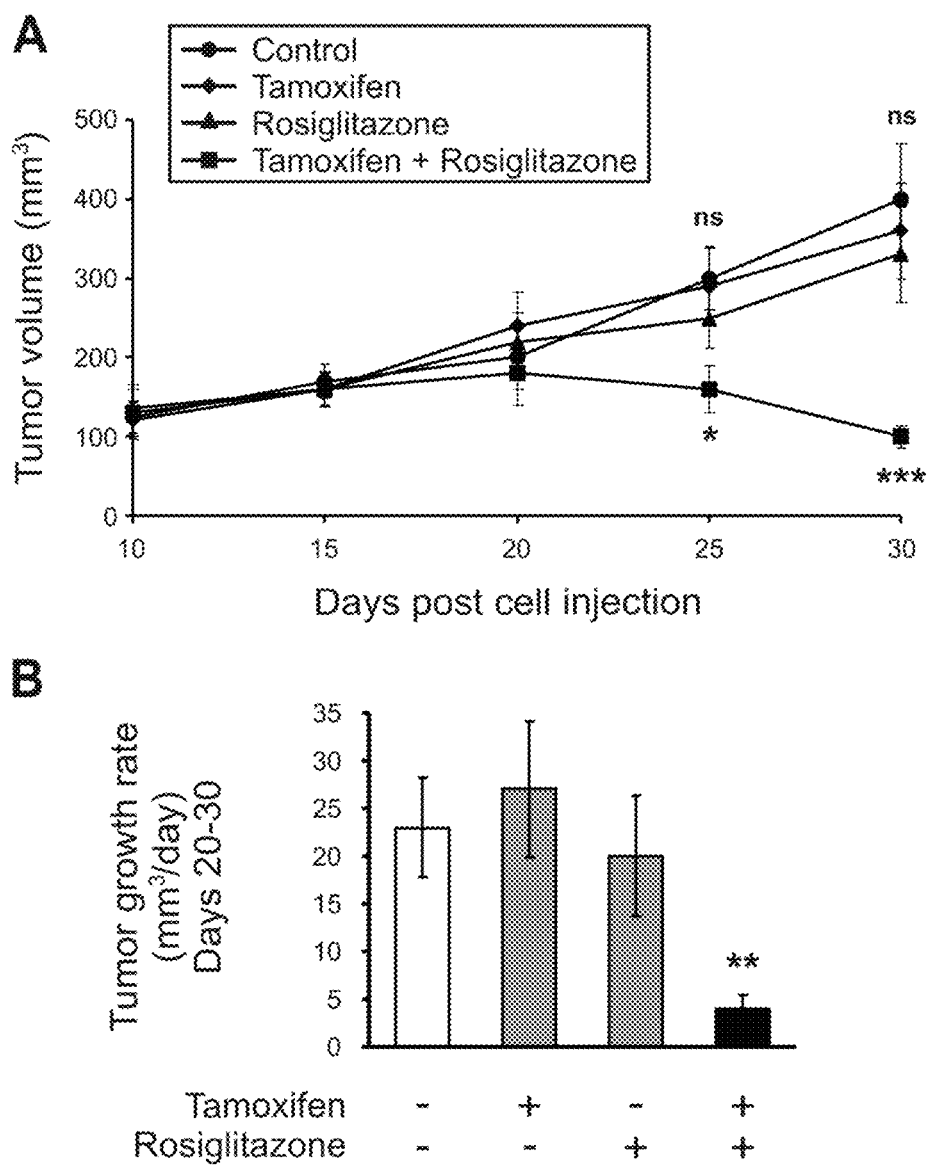 A
Control
Tamoxifen
Rosiglitazone
Tamoxifen + Rosiglitazone
Tumor volume (mm³)
500
400
300
200
100
0
ns
ns
*
***
10 15 20 25 30
Days post cell injection
B
Tumor growth rate
(mm³/day)
Days 20-30
35
30
25
20
15
10
5
0
**
Tamoxifen - + - +
Rosiglitazone - - + +